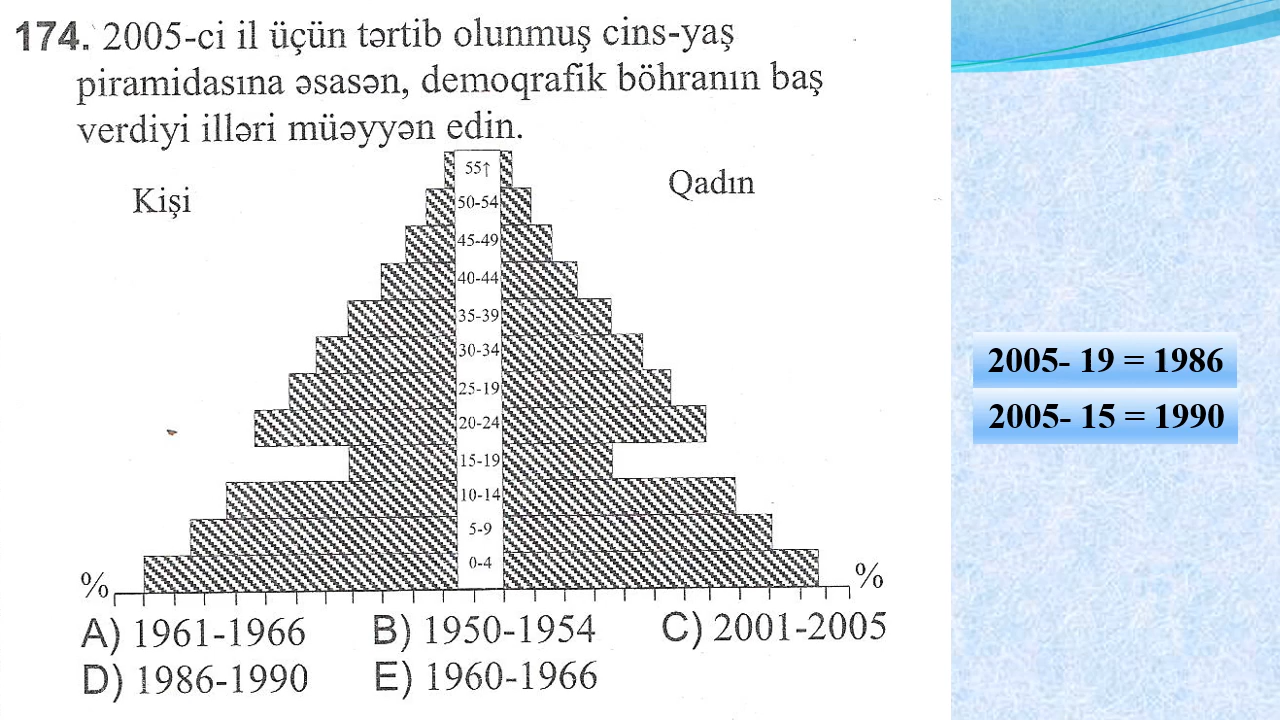 174. 2005-ci il üçün tərtib olunmuş cins-yaş
piramidasına əsasən, demoqrafik böhranın baş
verdiyi illəri müəyyən edin.
Kişi
Qadın
55↑
50-54
45-49
40-44
35-39
30-34
25-19
20-24
15-19
10-14
5-9
0-4
%
%
A) 1961-1966 B) 1950-1954 C) 2001-2005
D) 1986-1990 E) 1960-1966
2005- 19 = 1986
2005- 15 = 1990